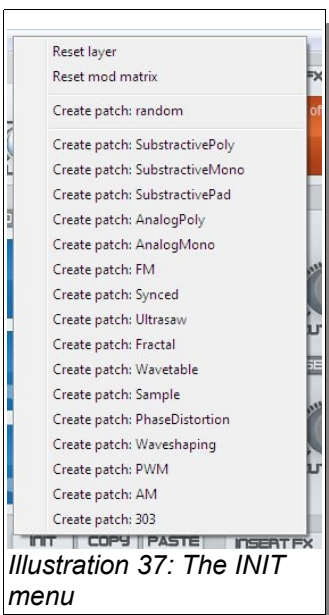 Reset layer
Reset mod matrix
Create patch: random
Create patch: SubstractivePoly
Create patch: SubstractiveMono
Create patch: SubstractivePad
Create patch: AnalogPoly
Create patch: AnalogMono
Create patch: FM
Create patch: Synced
Create patch: Ultrasaw
Create patch: Fractal
Create patch: Wavetable
Create patch: Sample
Create patch: PhaseDistortion
Create patch: Waveshaping
Create patch: PWM
Create patch: AM
Create patch: 303
INIT COPY PASTE INSERT FX
Illustration 37: The INIT
menu